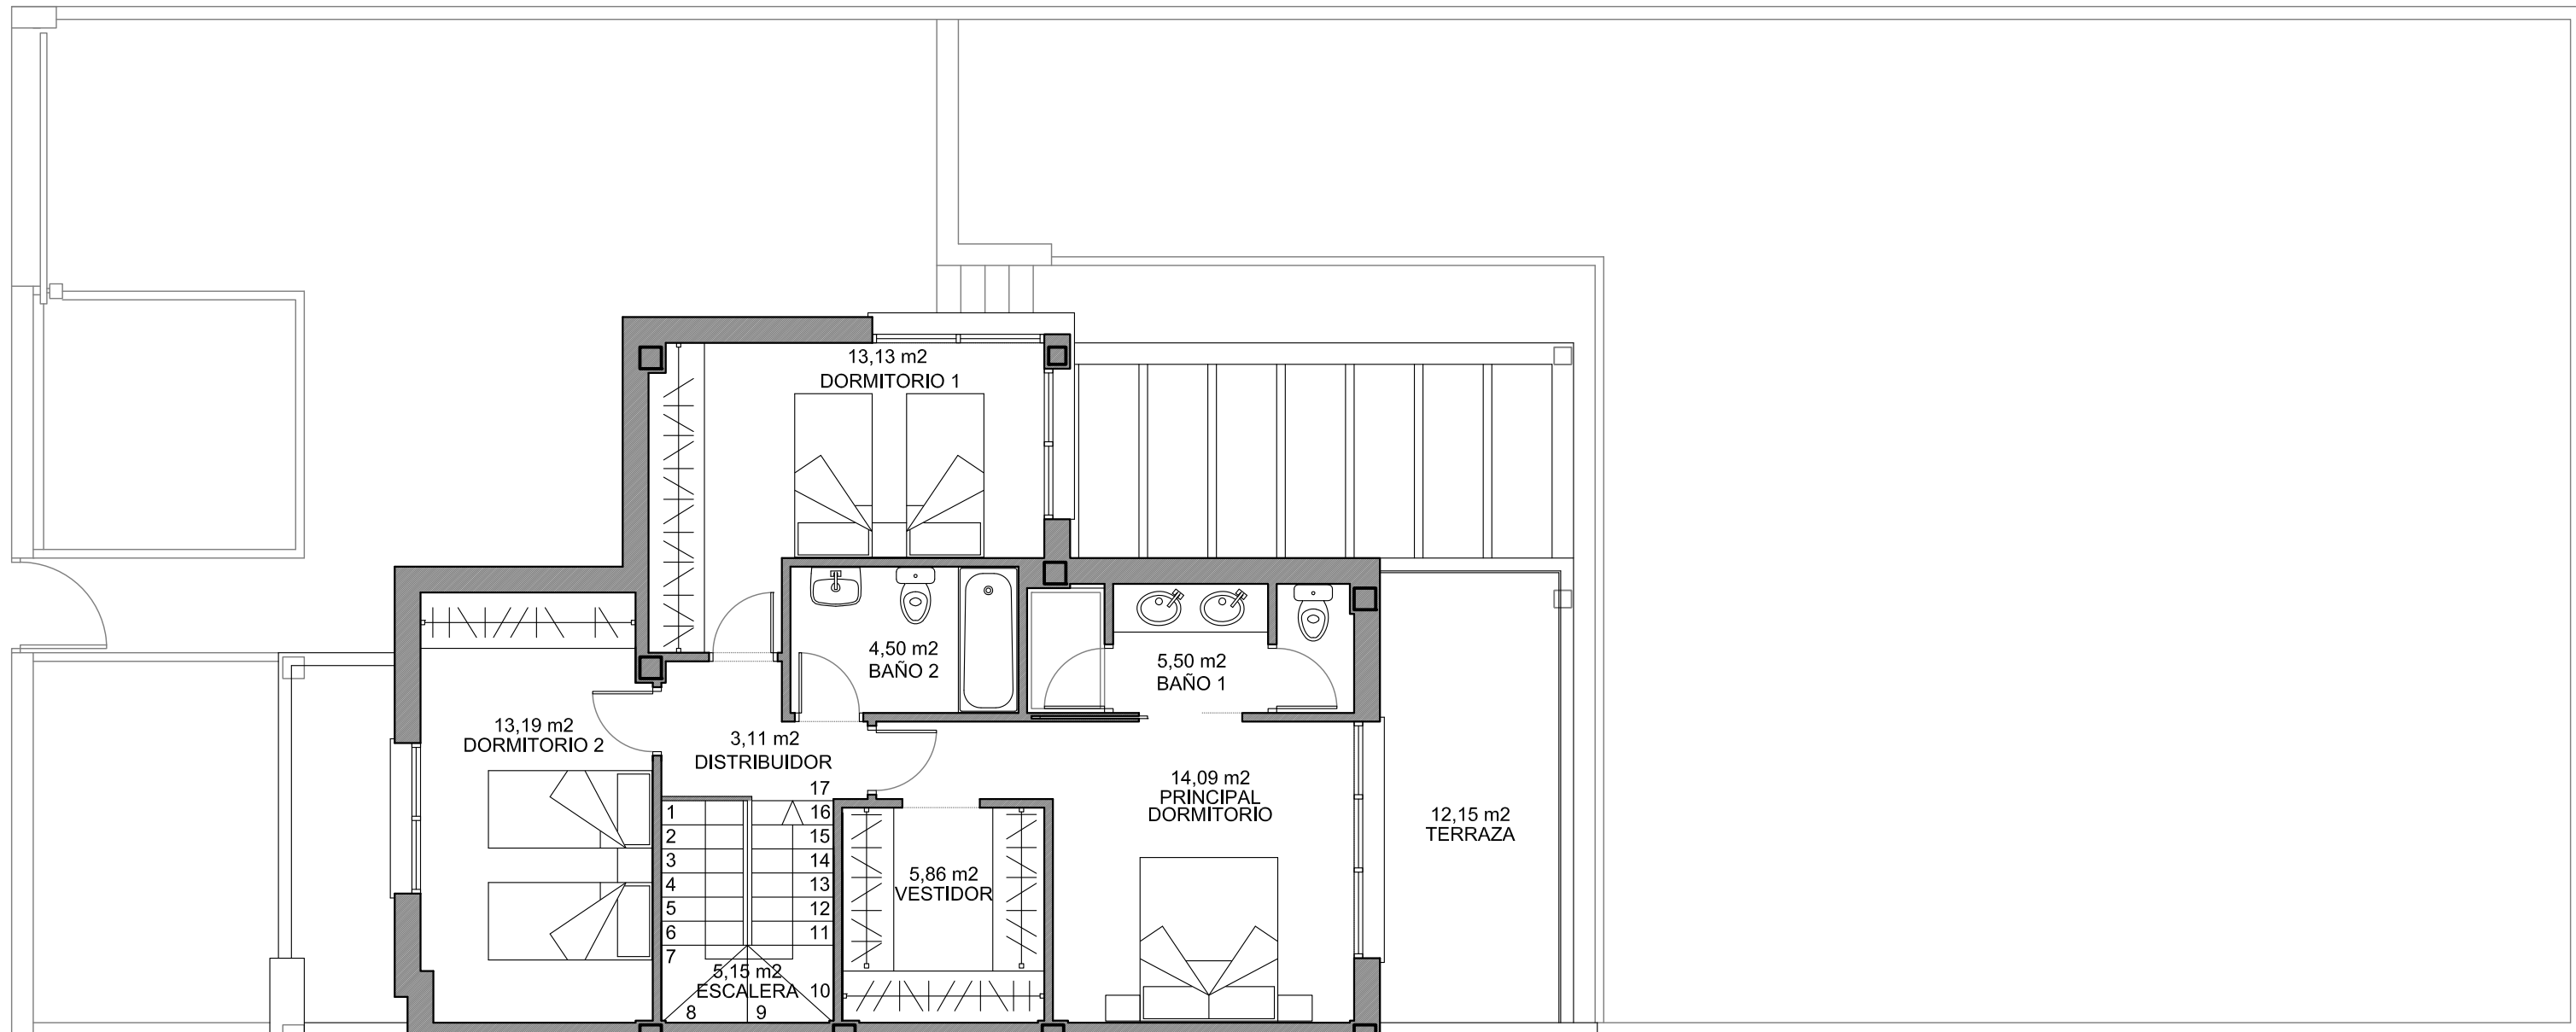 13,13 m2
DORMITORIO 1
4,50 m2
BAÑO 2
5,50 m2
BAÑO 1
13,19 m2
DORMITORIO 2
3,11 m2
DISTRIBUIDOR
14,09 m2
PRINCIPAL
DORMITORIO
12,15 m2
TERRAZA
5,86 m2
VESTIDOR
17
1
16
2
15
3
14
4
13
5
12
6
11
7
5,15 m2
ESCALERA
10
8
9